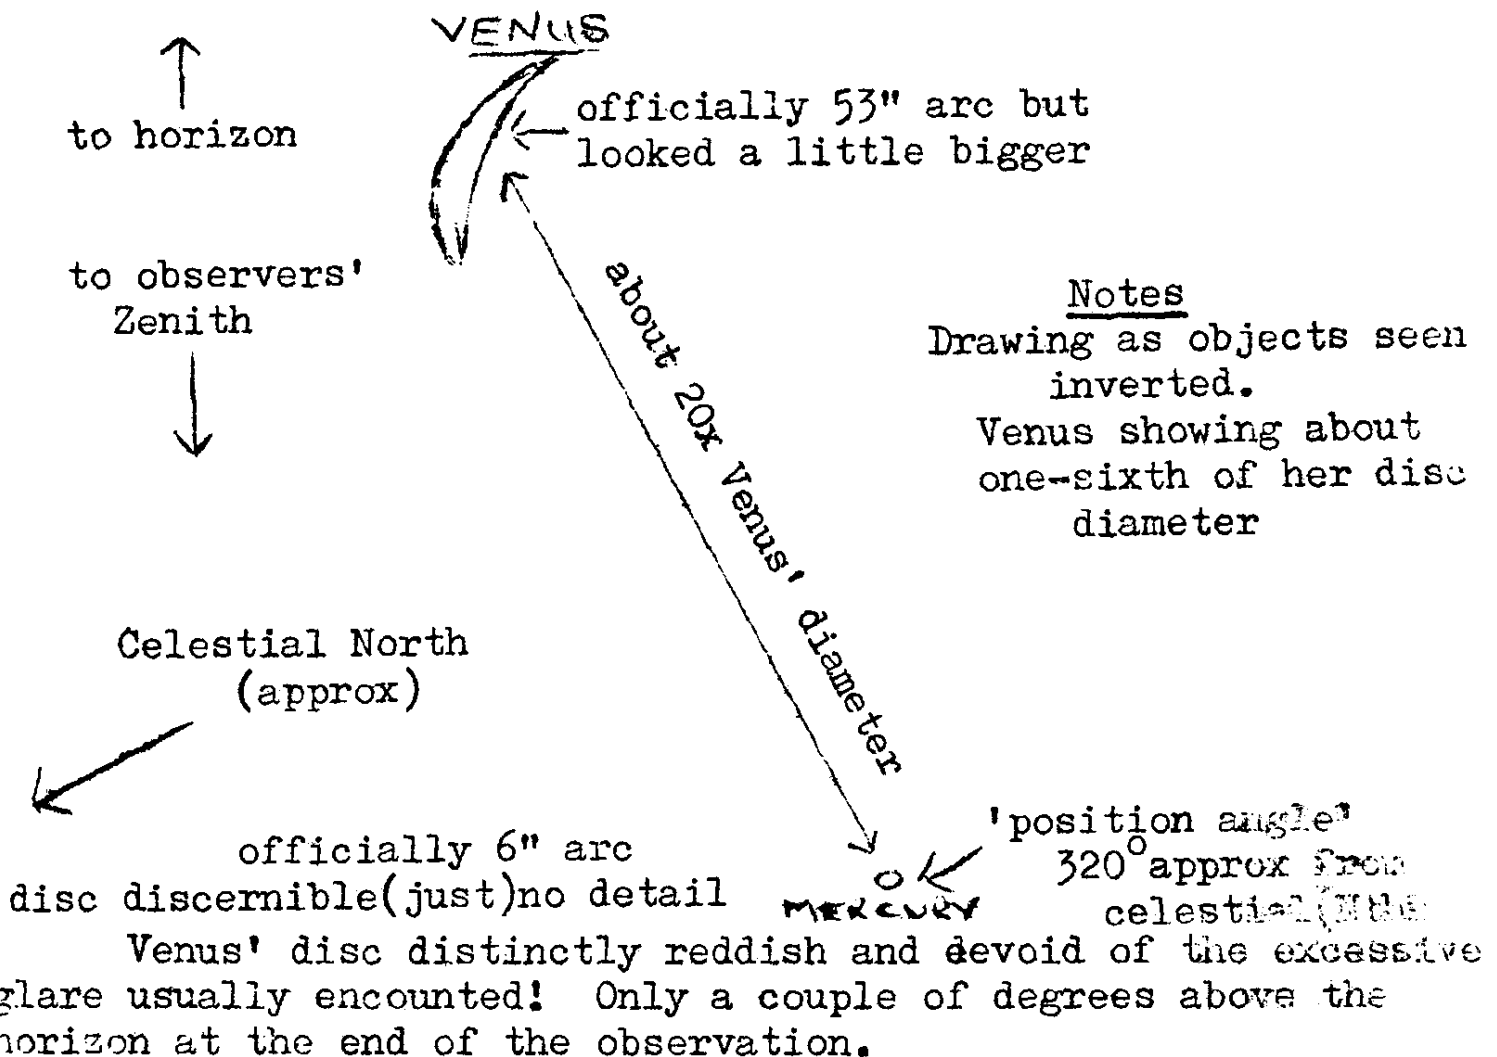 VENUS
to horizon
officially 53" arc but
looked a little bigger
to observers'
Zenith
about 20x Venus' diameter
Notes
Drawing as objects seen
inverted.
Venus showing about
one-sixth of her disc
diameter
Celestial North
(approx)
officially 6" arc
disc discernible(just)no detail
MERCURY
'position angle'
320° approx from
celestial
Venus' disc distinctly reddish and devoid of the excessive
glare usually encounted! Only a couple of degrees above the
horizon at the end of the observation.